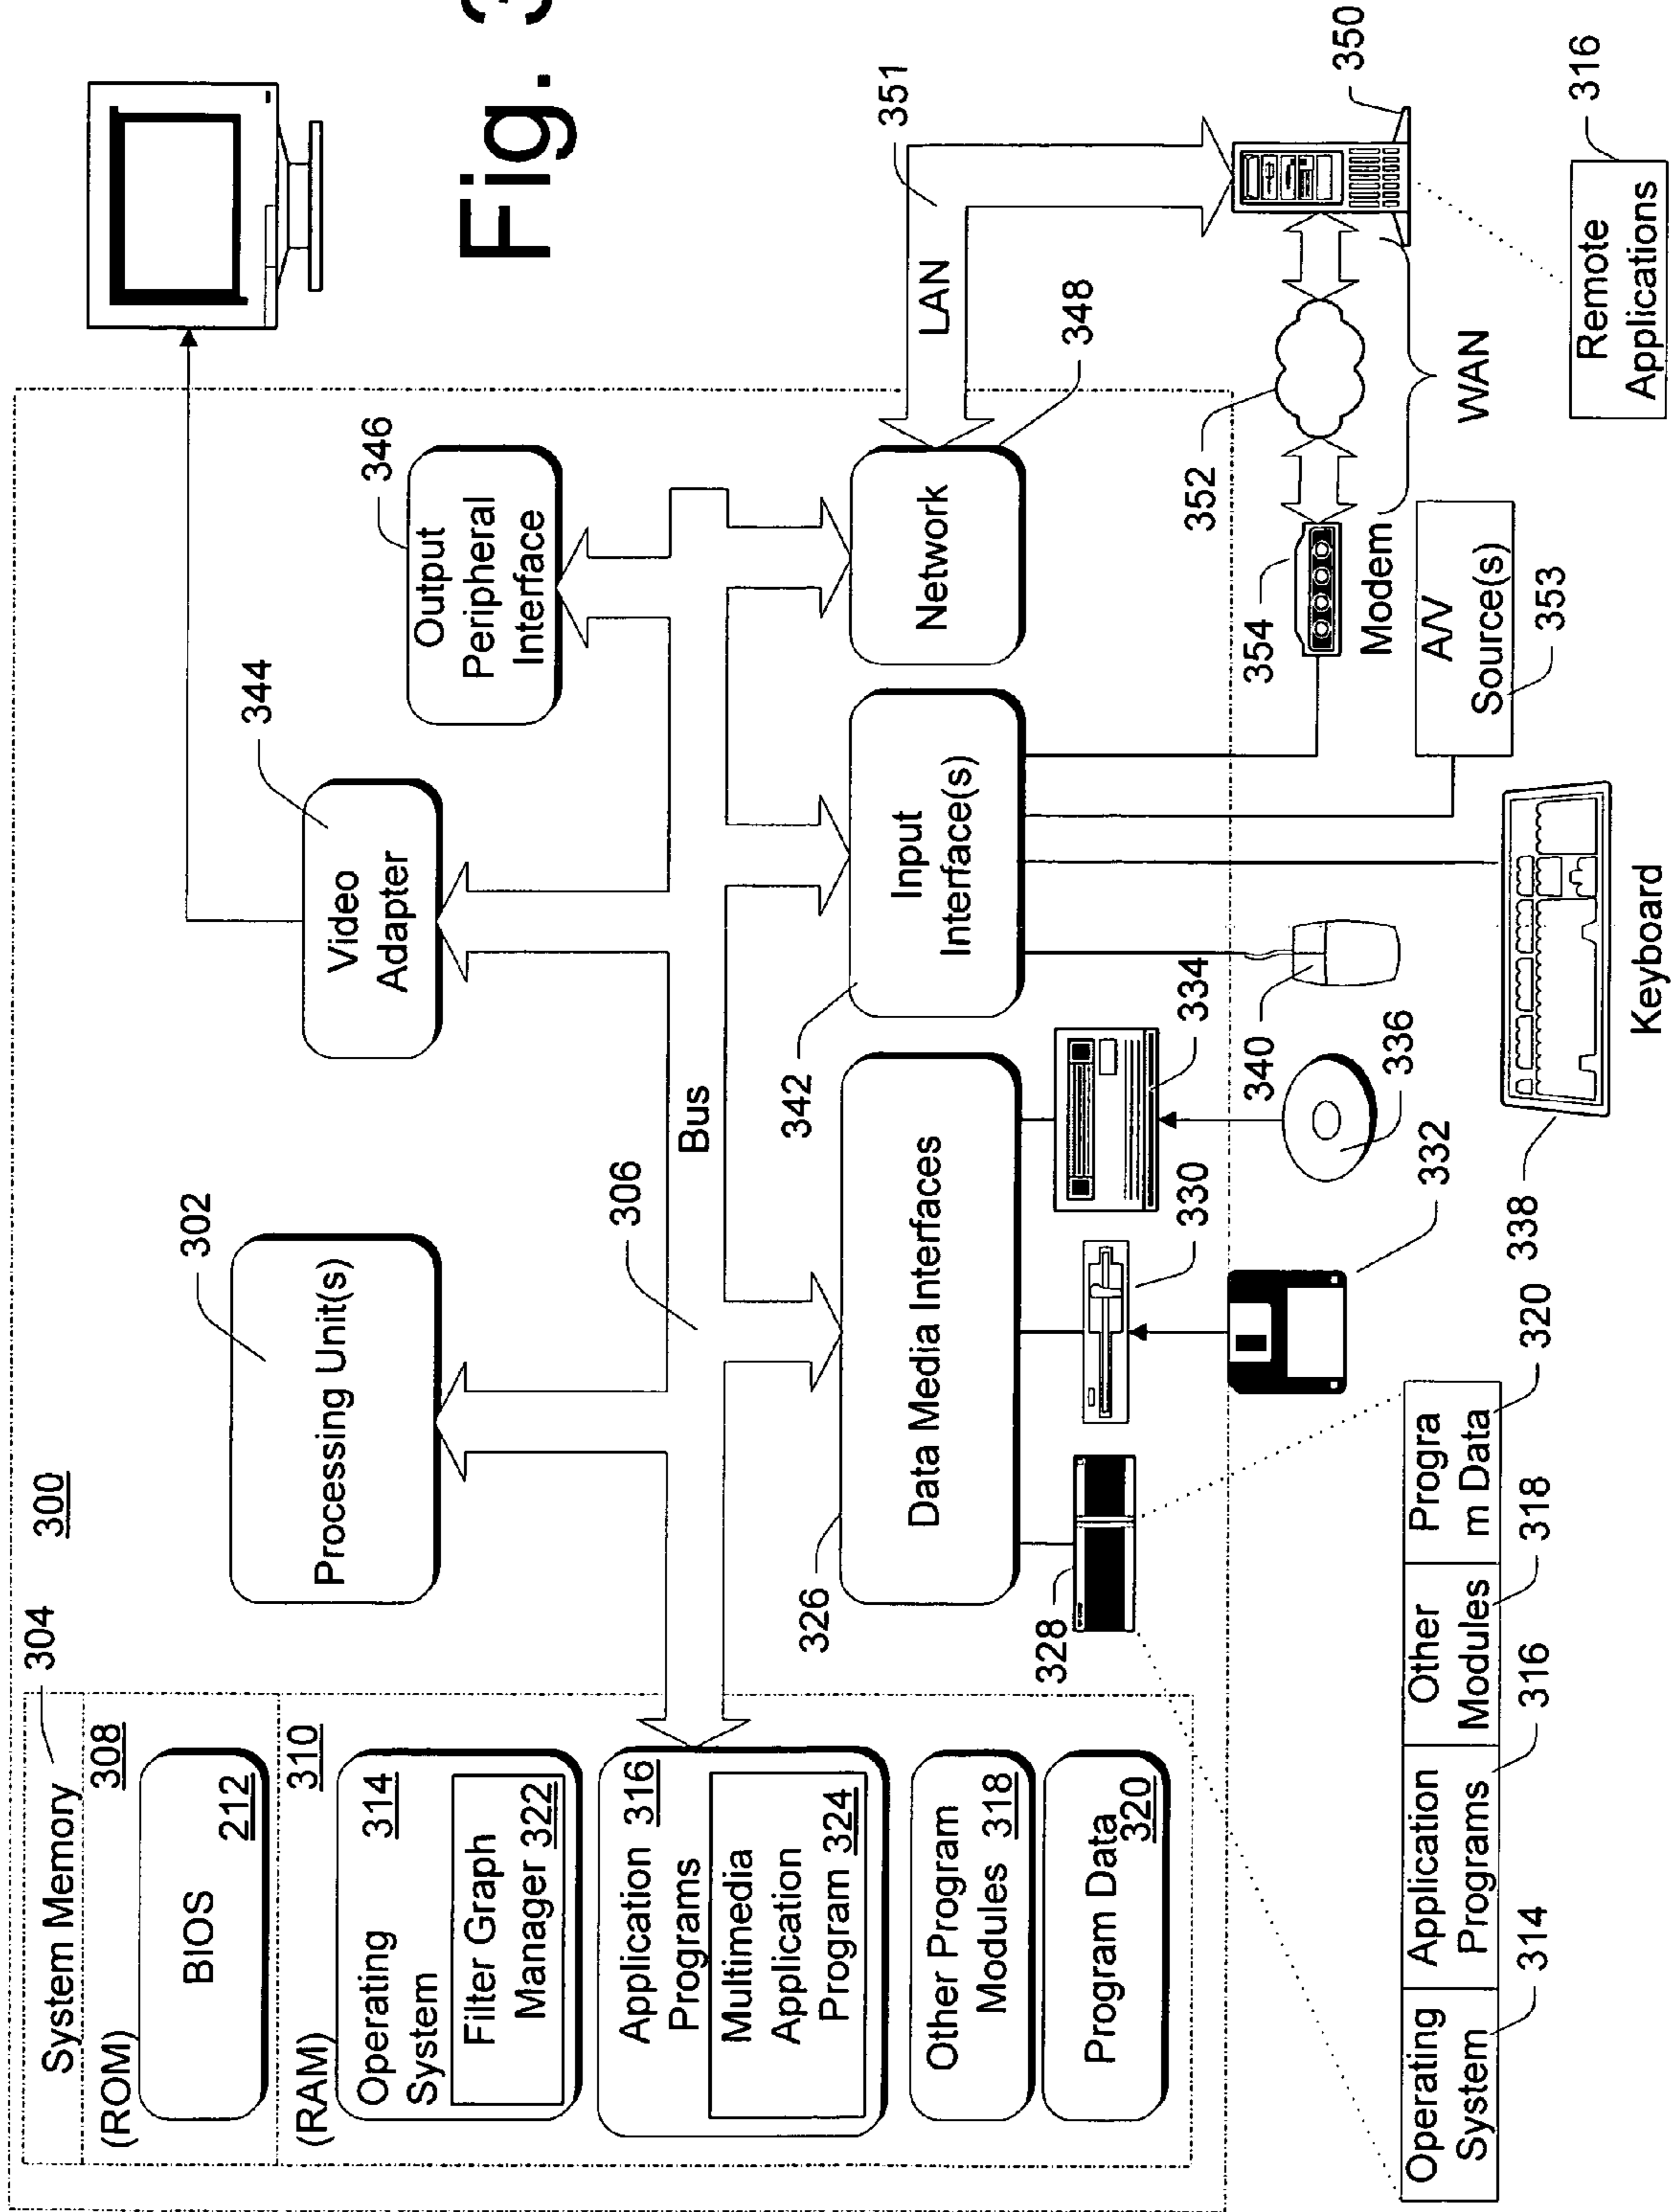 Fig. 3
300
304
System Memory
(ROM)
308
BIOS
212
(RAM)
310
Operating
System
314
Filter Graph
Manager 322
Application
Programs
316
Multimedia
Application
Program 324
Other Program
Modules 318
Program Data
320
302
Processing Unit(s)
306
Bus
344
Video
Adapter
346
Output
Peripheral
Interface
326
Data Media Interfaces
342
Input
Interface(s)
Network
348
LAN
351
328
330
334
340
336
332
338
Keyboard
354
Modem
352
WAN
350
A/V
Source(s)
353
Remote
Applications
316
Operating
System
314
Application
Programs
316
Other
Modules
318
Progra
m Data
320